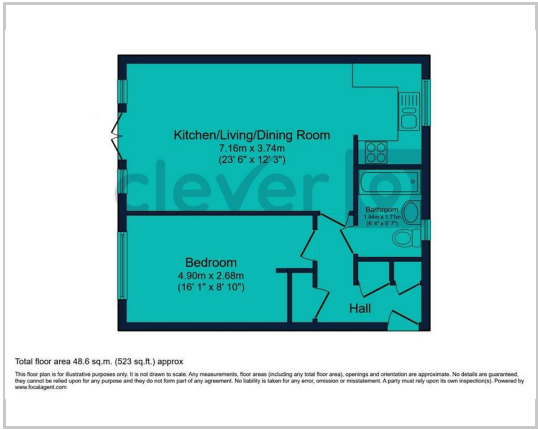 Kitchen/Living/Dining Room
7.16m x 3.74m
(23' 6" x 12' 3")
clever
Bathroom
1.94m x 1.71m
Bedroom
4.90m x 2.68m
(16' 1" x 8' 10")
Hall
Total floor area 48.6 sq.m. (523 sq.ft.) approx
This floor plan is for illustrative purposes only. It is not drawn to scale. Any measurements, floor areas (including any total floor area), openings and orientation are approximate. No details are guaranteed,
they cannot be relied upon for any purpose and they do not form part of any agreement. No liability is taken for any error, omission or misstatement. A party must rely upon its own inspection(s). Powered by
www.focalagent.com